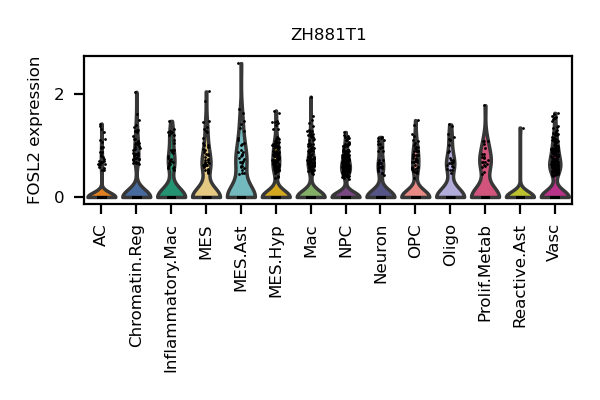 ZH881T1
FOSL2 expression
2
0
AC
Chromatin.Reg
Inflammatory.Mac
MES
MES.Ast
MES.Hyp
Mac
NPC
Neuron
OPC
Oligo
Prolif.Metab
Reactive.Ast
Vasc